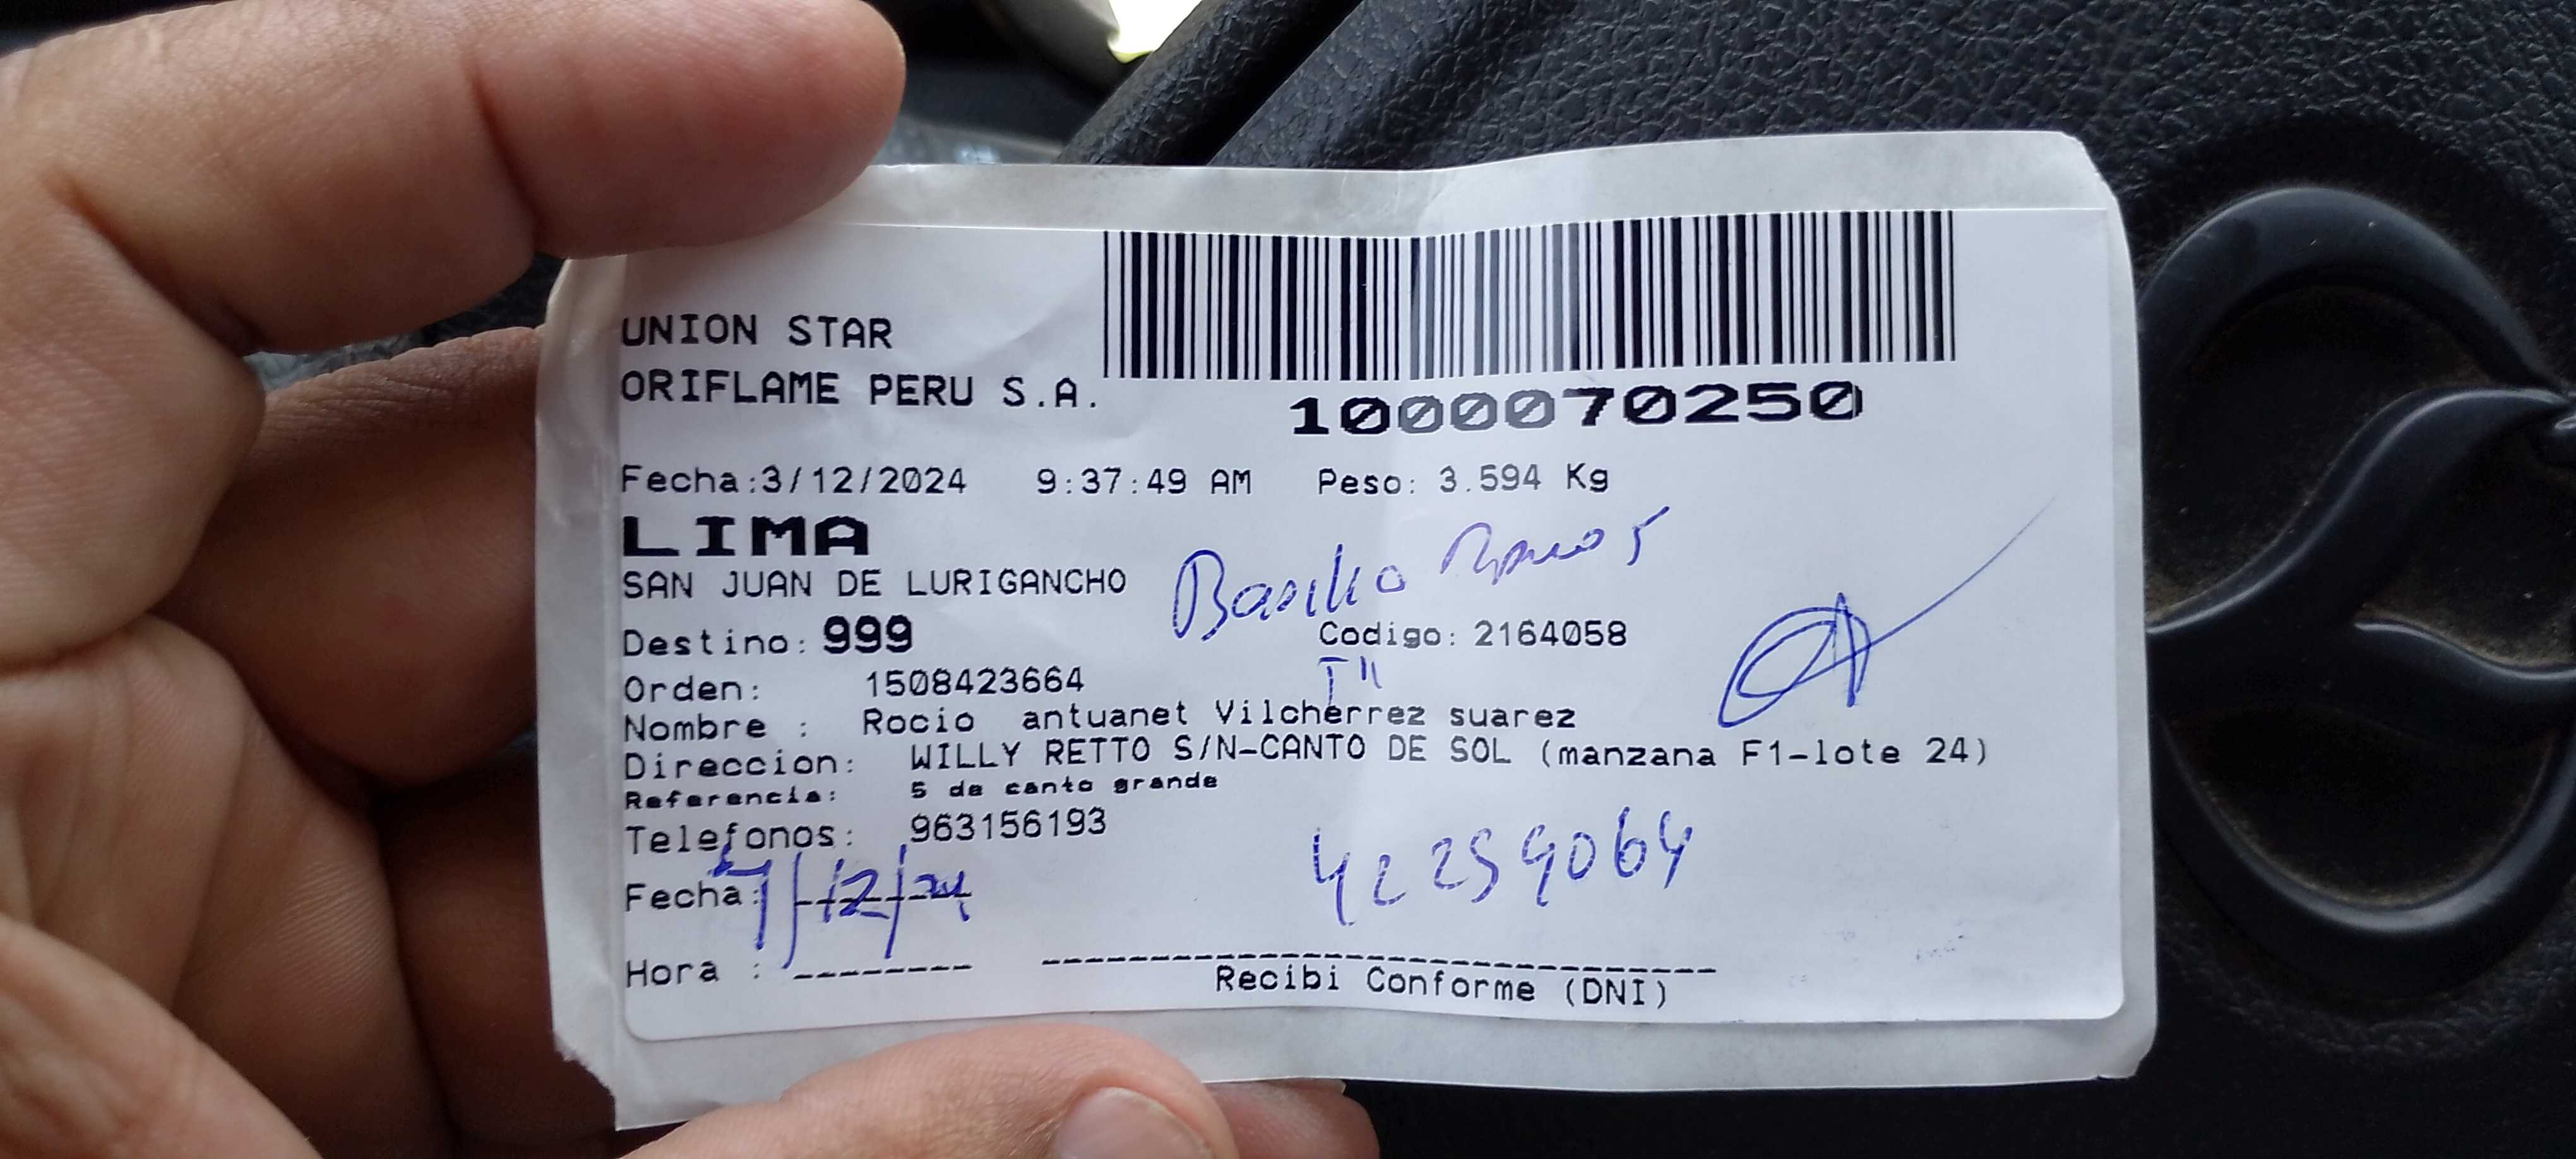 UNION STAR
ORIFLAME PERU S.A.
1000070250
Fecha:3/12/2024 9:37:49 AM Peso: 3.594 Kg
LIMA
SAN JUAN DE LURIGANCHO
Basilio Ramos
Destino: 999 Codigo: 2164058
Orden: 1508423664
Nombre : Rocio antuanet Vilcherrez suarez
Direccion: WILLY RETTO S/N-CANTO DE SOL (manzana F1-lote 24)
Referencia: 5 de canto grande
Telefonos: 963156193
42259064
Fecha: 7/12/24
Hora : --------
Recibi Conforme (DNI)